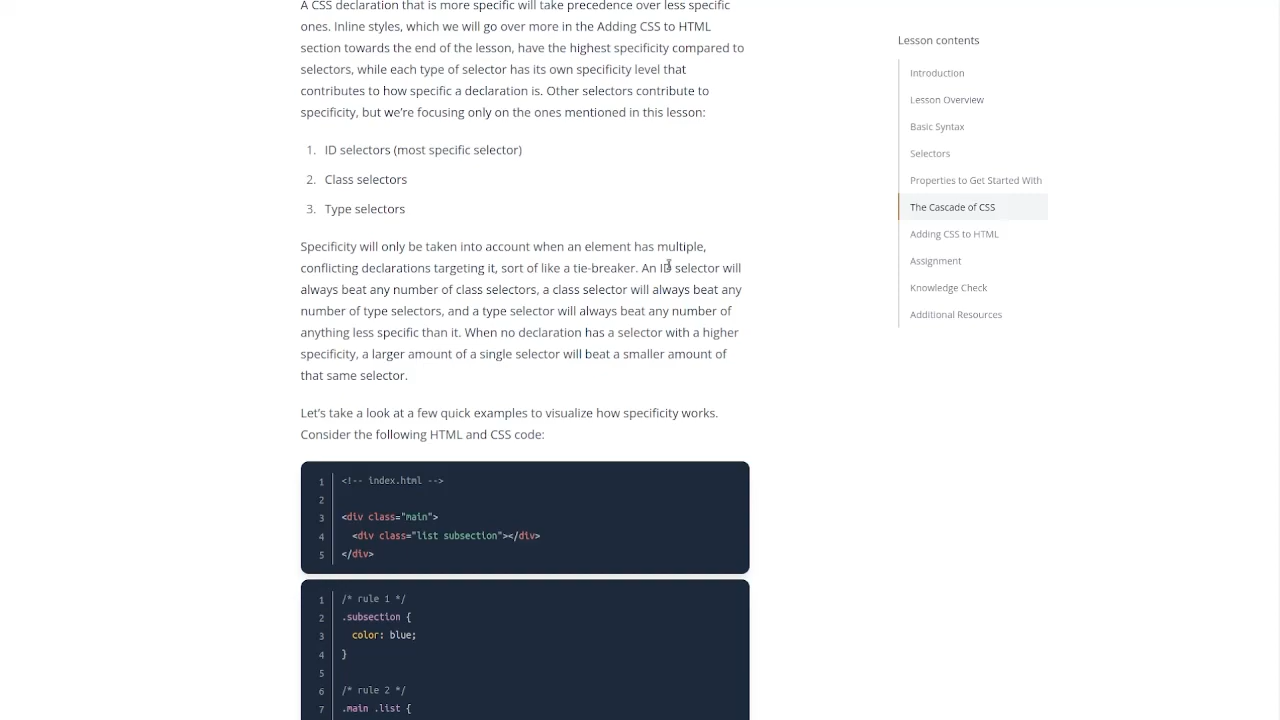 A CSS declaration that is more specific will take precedence over less specific
ones. Inline styles, which we will go over more in the Adding CSS to HTML
section towards the end of the lesson, have the highest specificity compared to
selectors, while each type of selector has its own specificity level that
contributes to how specific a declaration is. Other selectors contribute to
specificity, but we’re focusing only on the ones mentioned in this lesson:
1. ID selectors (most specific selector)
2. Class selectors
3. Type selectors
Specificity will only be taken into account when an element has multiple,
conflicting declarations targeting it, sort of like a tie-breaker. An ID selector will
always beat any number of class selectors, a class selector will always beat any
number of type selectors, and a type selector will always beat any number of
anything less specific than it. When no declaration has a selector with a higher
specificity, a larger amount of a single selector will beat a smaller amount of
that same selector.
Let’s take a look at a few quick examples to visualize how specificity works.
Consider the following HTML and CSS code:
1 <!-- index.html -->
2
3 <div class="main">
4 <div class="list subsection"></div>
5 </div>
1 /* rule 1 */
2 .subsection {
3 color: blue;
4 }
5
6 /* rule 2 */
7 .main .list {
Lesson contents
Introduction
Lesson Overview
Basic Syntax
Selectors
Properties to Get Started With
The Cascade of CSS
Adding CSS to HTML
Assignment
Knowledge Check
Additional Resources